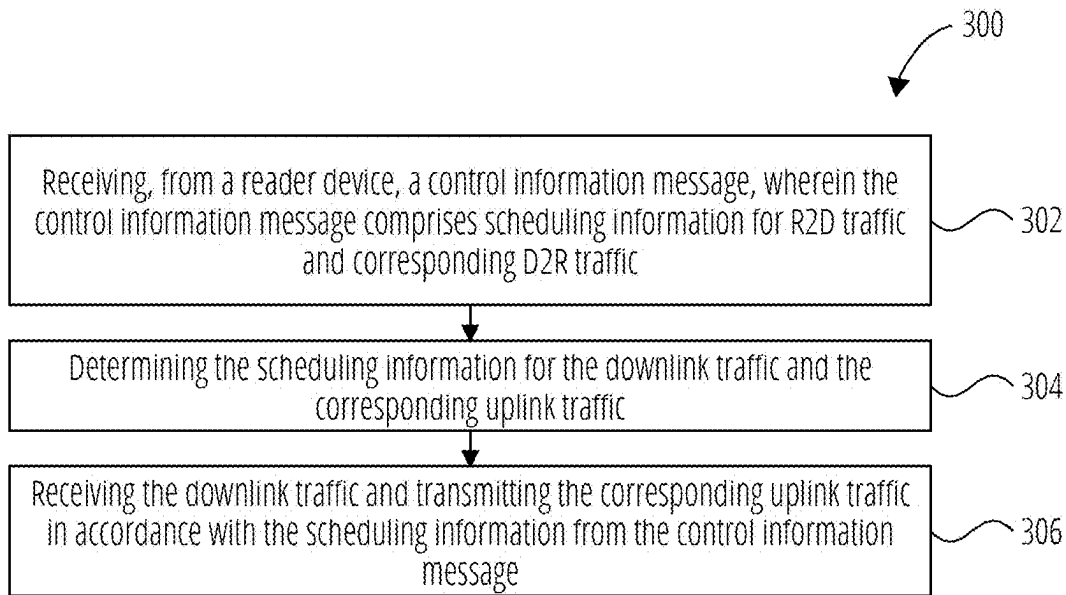 300
Receiving, from a reader device, a control information message, wherein the
control information message comprises scheduling information for R2D traffic
and corresponding D2R traffic
302
Determining the scheduling information for the downlink traffic and the
corresponding uplink traffic
304
Receiving the downlink traffic and transmitting the corresponding uplink traffic
in accordance with the scheduling information from the control information
message
306